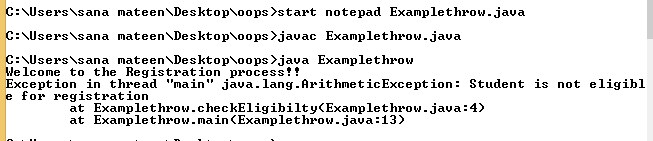 C:\Users\sana mateen\Desktop\oops>start notepad Examplethrow.java
C:\Users\sana mateen\Desktop\oops>javac Examplethrow.java
C:\Users\sana mateen\Desktop\oops>java Examplethrow
Welcome to the Registration process!!
Exception in thread "main" java.lang.ArithmeticException: Student is not eligibl
e for registration
at Examplethrow.checkEligibilty(Examplethrow.java:4)
at Examplethrow.main(Examplethrow.java:13)